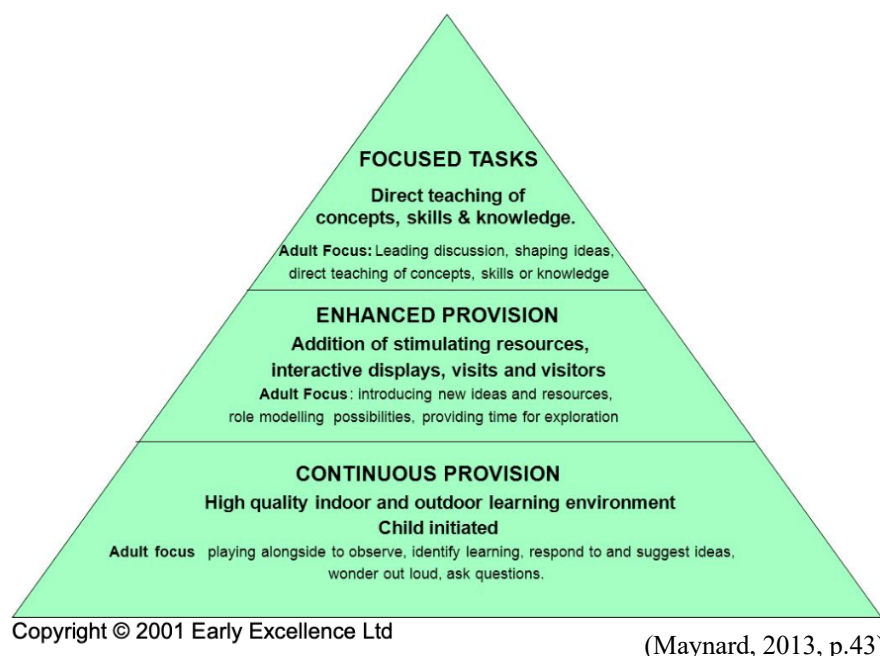 FOCUSED TASKS
Direct teaching of
concepts, skills & knowledge.
Adult Focus: Leading discussion, shaping ideas,
direct teaching of concepts, skills or knowledge
ENHANCED PROVISION
Addition of stimulating resources,
interactive displays, visits and visitors
Adult Focus : introducing new ideas and resources,
role modelling possibilities, providing time for exploration
CONTINUOUS PROVISION
High quality indoor and outdoor learning environment
Child initiated
Adult focus playing alongside to observe, identify learning, respond to and suggest ideas,
wonder out loud, ask questions.
Copyright © 2001 Early Excellence Ltd
(Maynard, 2013, p.43)